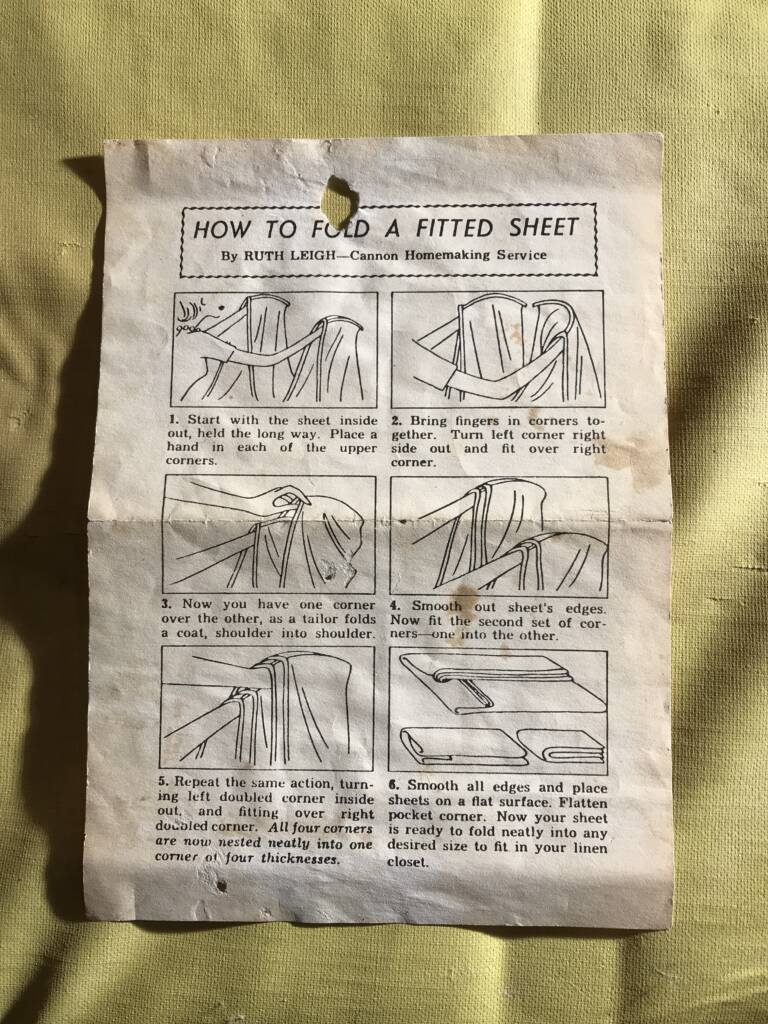 HOW TO FOLD A FITTED SHEET
By RUTH LEIGH—Cannon Homemaking Service
1. Start with the sheet inside
out, held the long way. Place a
hand in each of the upper
corners.
2. Bring fingers in corners to-
gether. Turn left corner right
side out and fit over right
corner.
3. Now you have one corner
over the other, as a tailor folds
a coat, shoulder into shoulder.
4. Smooth out sheet's edges.
Now fit the second set of cor-
ners—one into the other.
5. Repeat the same action, turn-
ing left doubled corner inside
out, and fitting over right
doubled corner. All four corners
are now nested neatly into one
corner of four thicknesses.
6. Smooth all edges and place
sheets on a flat surface. Flatten
pocket corner. Now your sheet
is ready to fold neatly into any
desired size to fit in your linen
closet.